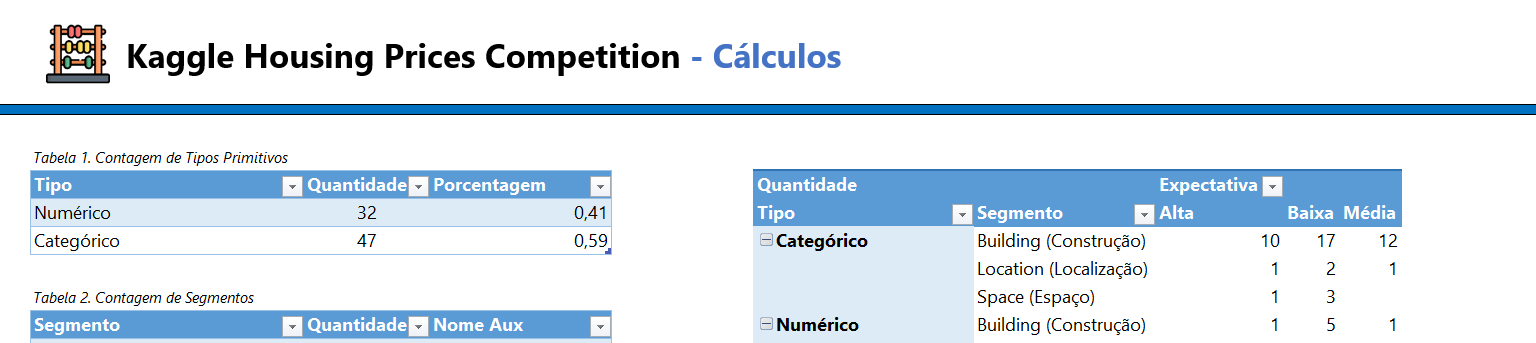 Kaggle Housing Prices Competition - Cálculos
Tabela 1. Contagem de Tipos Primitivos
Tipo Quantidade Porcentagem
Numérico 32 0,41
Categórico 47 0,59
Tabela 2. Contagem de Segmentos
Segmento Quantidade Nome Aux
Quantidade Expectativa
Tipo Segmento Alta Baixa Média
Categórico Building (Construção) 10 17 12
Location (Localização) 1 2 1
Space (Espaço) 1 3
Numérico Building (Construção) 1 5 1